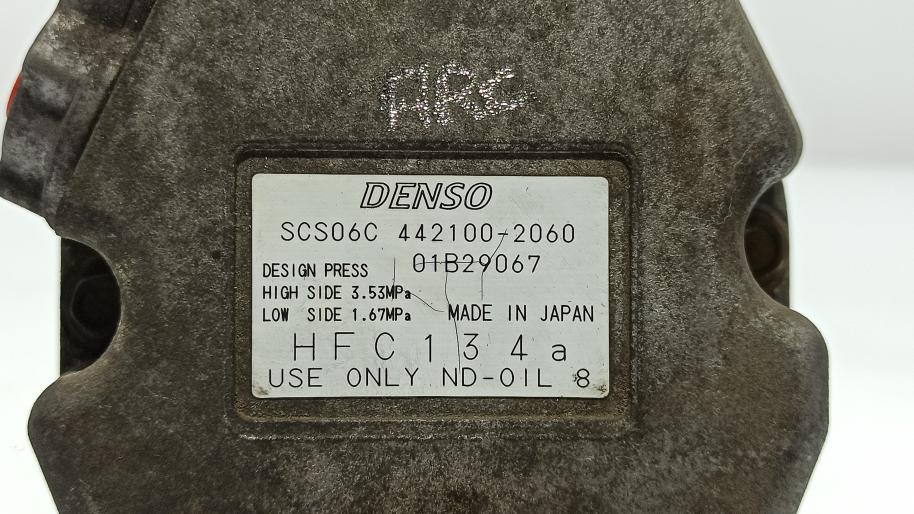 ARC
DENSO
SCS06C 442100-2060
01B29067
DESIGN PRESS
HIGH SIDE 3.53MPa
LOW SIDE 1.67MPa
MADE IN JAPAN
HFC134a
USE ONLY ND-OIL 8